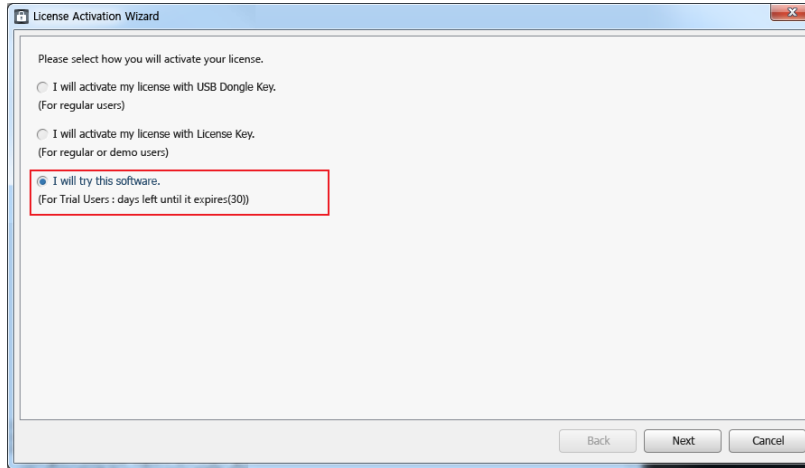 License Activation Wizard
Please select how you will activate your license.
I will activate my license with USB Dongle Key.
(For regular users)
I will activate my license with License Key.
(For regular or demo users)
I will try this software.
(For Trial Users : days left until it expires(30))
Back Next Cancel